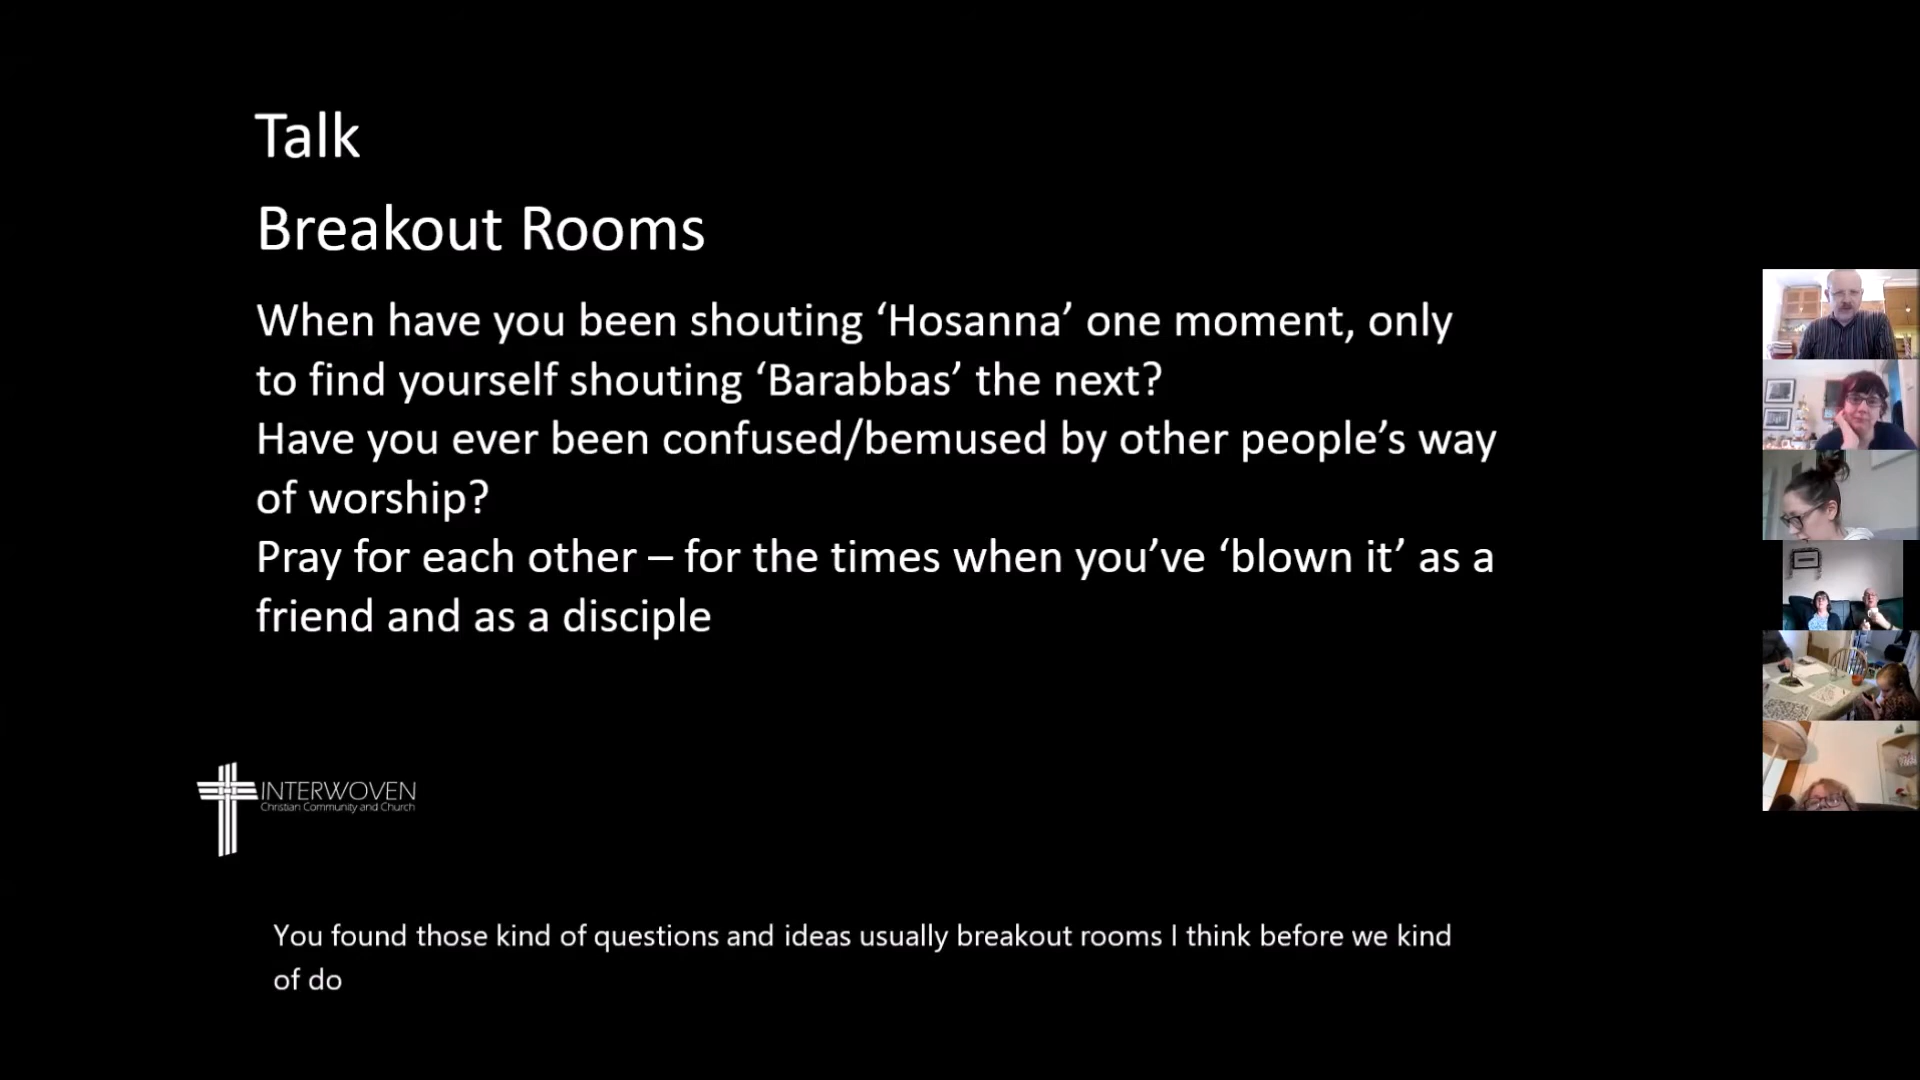 Talk
Breakout Rooms
When have you been shouting ‘Hosanna’ one moment, only
to find yourself shouting ‘Barabbas’ the next?
Have you ever been confused/bemused by other people’s way
of worship?
Pray for each other – for the times when you’ve ‘blown it’ as a
friend and as a disciple
INTERWOVEN
Christian Community and Church
You found those kind of questions and ideas usually breakout rooms I think before we kind
of do